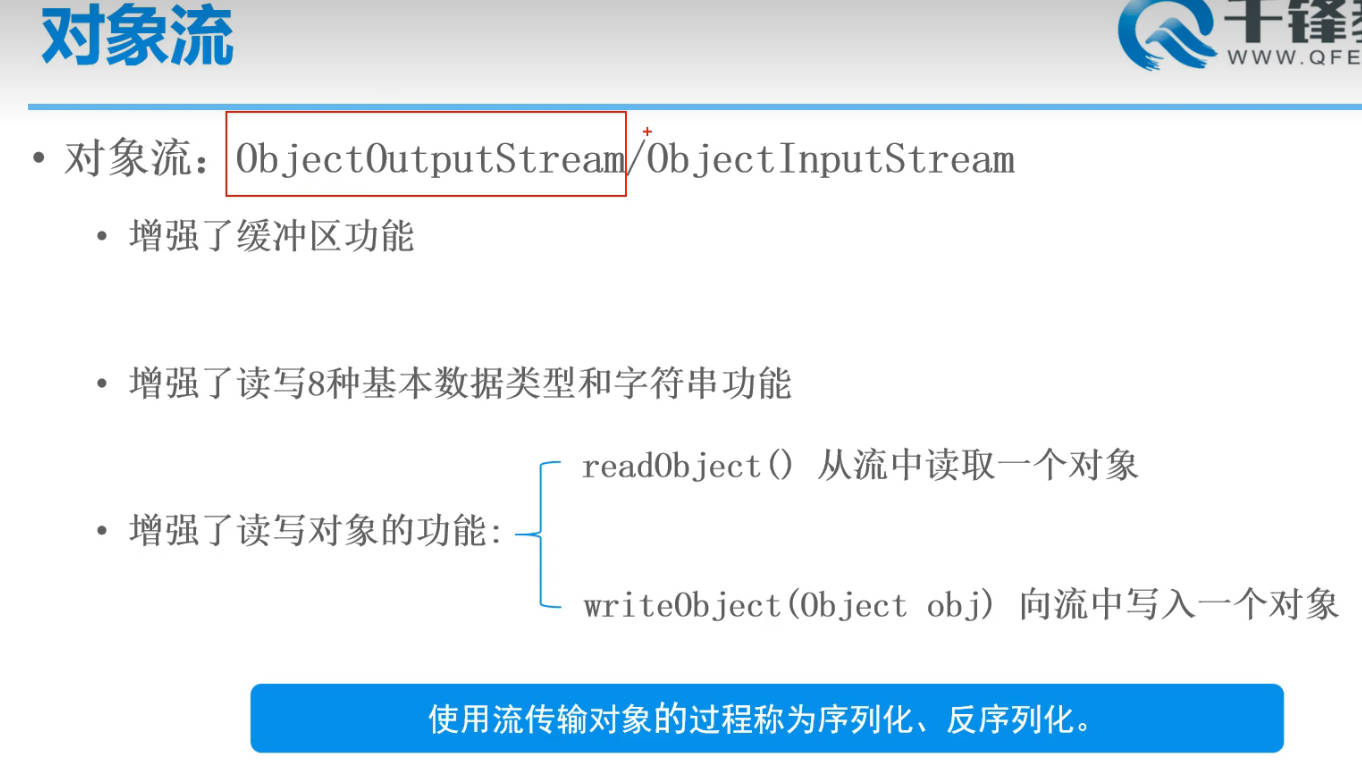 对象流
千锋
WWW.QFE
• 对象流：ObjectOutputStream/ObjectInputStream
• 增强了缓冲区功能
• 增强了读写8种基本数据类型和字符串功能
• 增强了读写对象的功能:
readObject() 从流中读取一个对象
writeObject(Object obj) 向流中写入一个对象
使用流传输对象的过程称为序列化、反序列化。